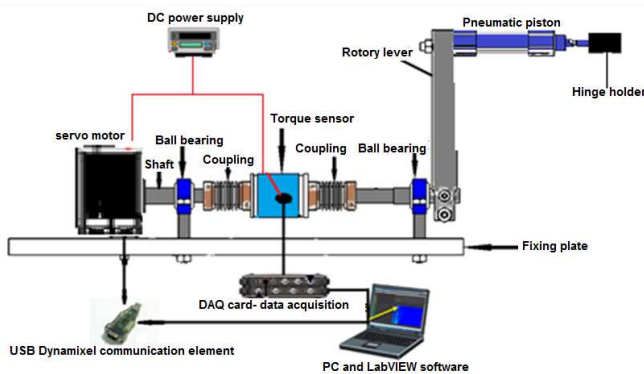 DC power supply
Pneumatic piston
Rotory lever
Hinge holder
Torque sensor
servo motor
Ball bearing
Coupling
Coupling
Ball bearing
Shaft
Fixing plate
DAQ card- data acquisition
USB Dynamixel communication element
PC and LabVIEW software